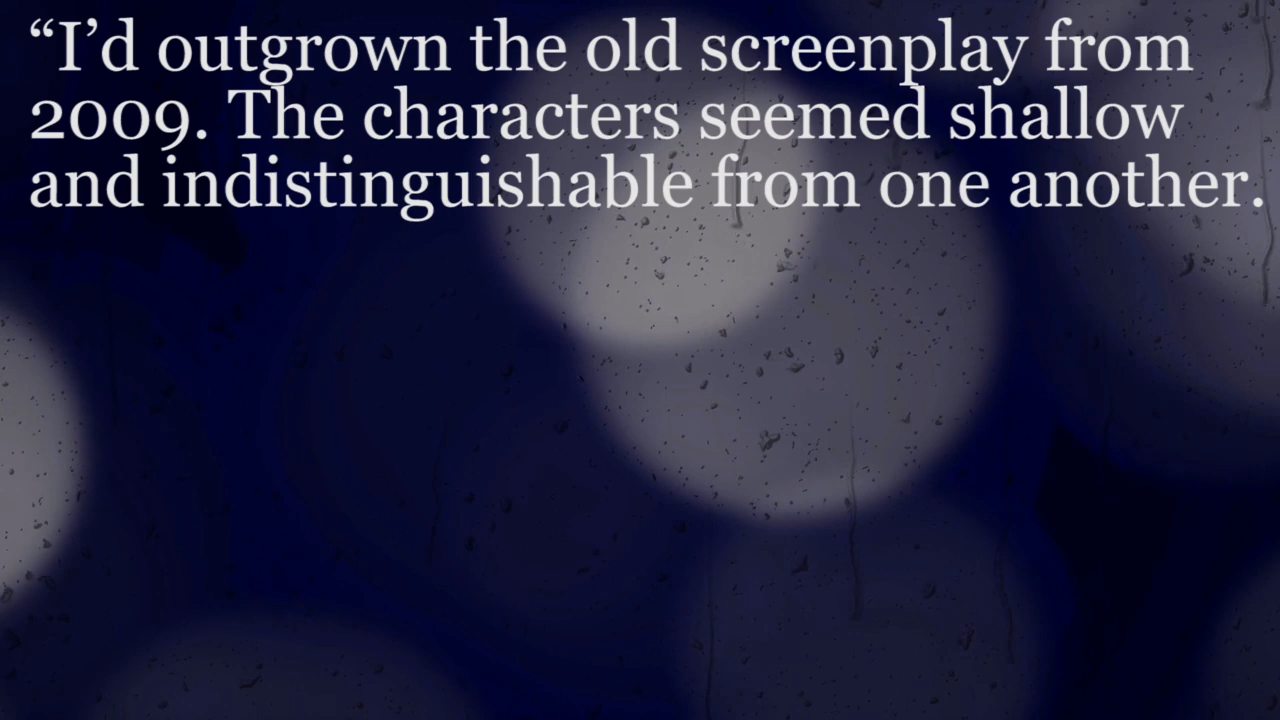 “I’d outgrown the old screenplay from
2009. The characters seemed shallow
and indistinguishable from one another.